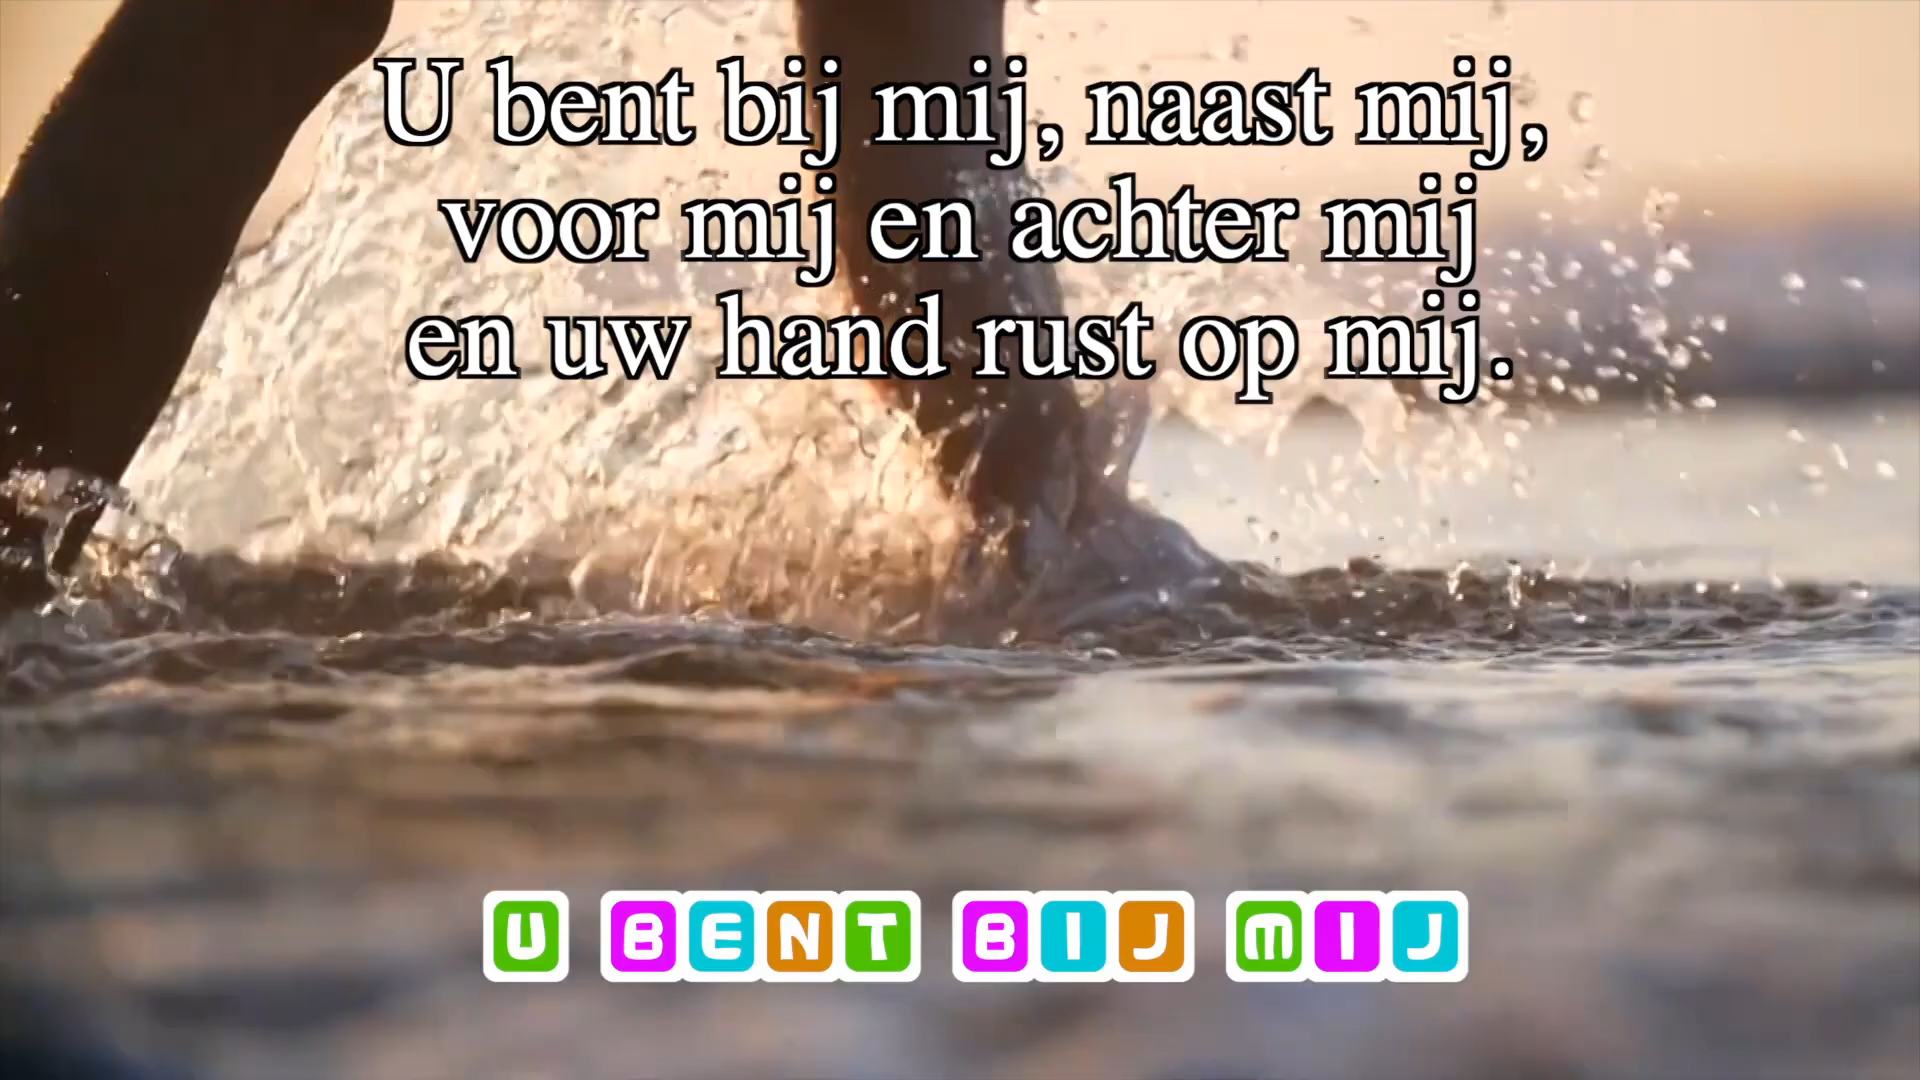 U bent bij mij, naast mij,
voor mij en achter mij
en uw hand rust op mij.
U BENT BIJ MIJ